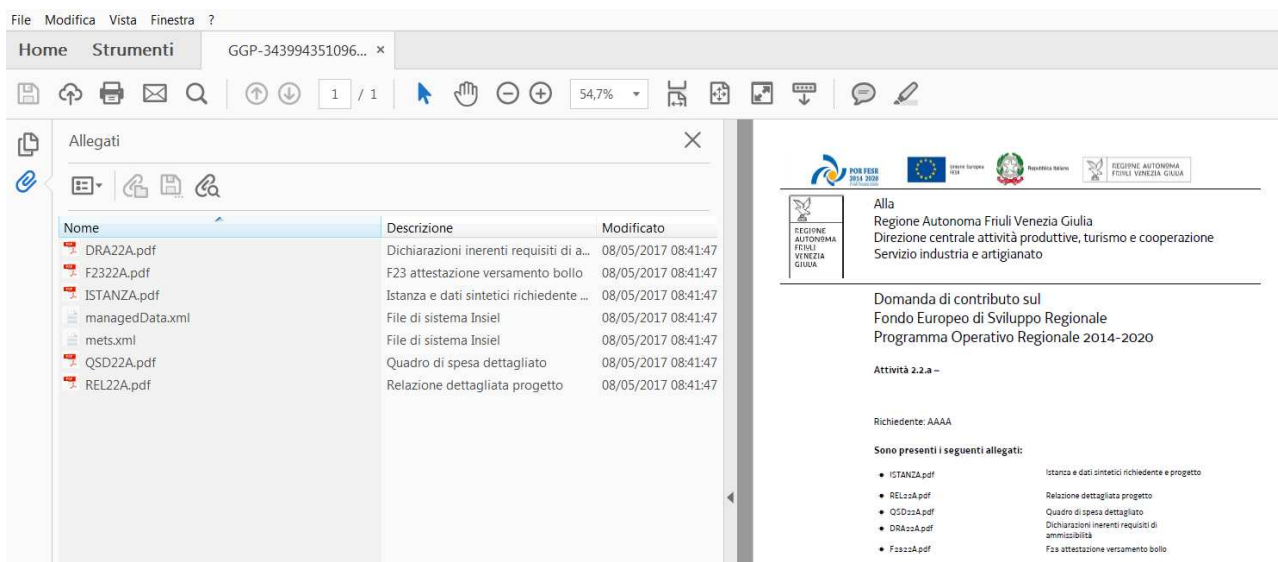 File Modifica Vista Finestra ?
Home Strumenti GGP-343994351096... ×
1 / 1 54,7%
Allegati
Nome Descrizione Modificato
DRA22A.pdf Dichiarazioni inerenti requisiti di a... 08/05/2017 08:41:47
F2322A.pdf F23 attestazione versamento bollo 08/05/2017 08:41:47
ISTANZA.pdf Istanza e dati sintetici richiedente ... 08/05/2017 08:41:47
managedData.xml File di sistema Insiel 08/05/2017 08:41:47
mets.xml File di sistema Insiel 08/05/2017 08:41:47
QSD22A.pdf Quadro di spesa dettagliato 08/05/2017 08:41:47
REL22A.pdf Relazione dettagliata progetto 08/05/2017 08:41:47
POR FESR
2014 2020
Unione Europea
FESR
Repubblica Italiana
REGIONE AUTONOMA
FRIULI VENEZIA GIULIA
REGIONE
AUTONOMA
FRIULI
VENEZIA
GIULIA
Alla
Regione Autonoma Friuli Venezia Giulia
Direzione centrale attività produttive, turismo e cooperazione
Servizio industria e artigianato
Domanda di contributo sul
Fondo Europeo di Sviluppo Regionale
Programma Operativo Regionale 2014-2020
Attività 2.2.a –
Richiedente: AAAA
Sono presenti i seguenti allegati:
• ISTANZA.pdf Istanza e dati sintetici richiedente e progetto
• REL22A.pdf Relazione dettagliata progetto
• QSD22A.pdf Quadro di spesa dettagliato
• DRA22A.pdf Dichiarazioni inerenti requisiti di
ammissibilità
• F2322A.pdf F23 attestazione versamento bollo